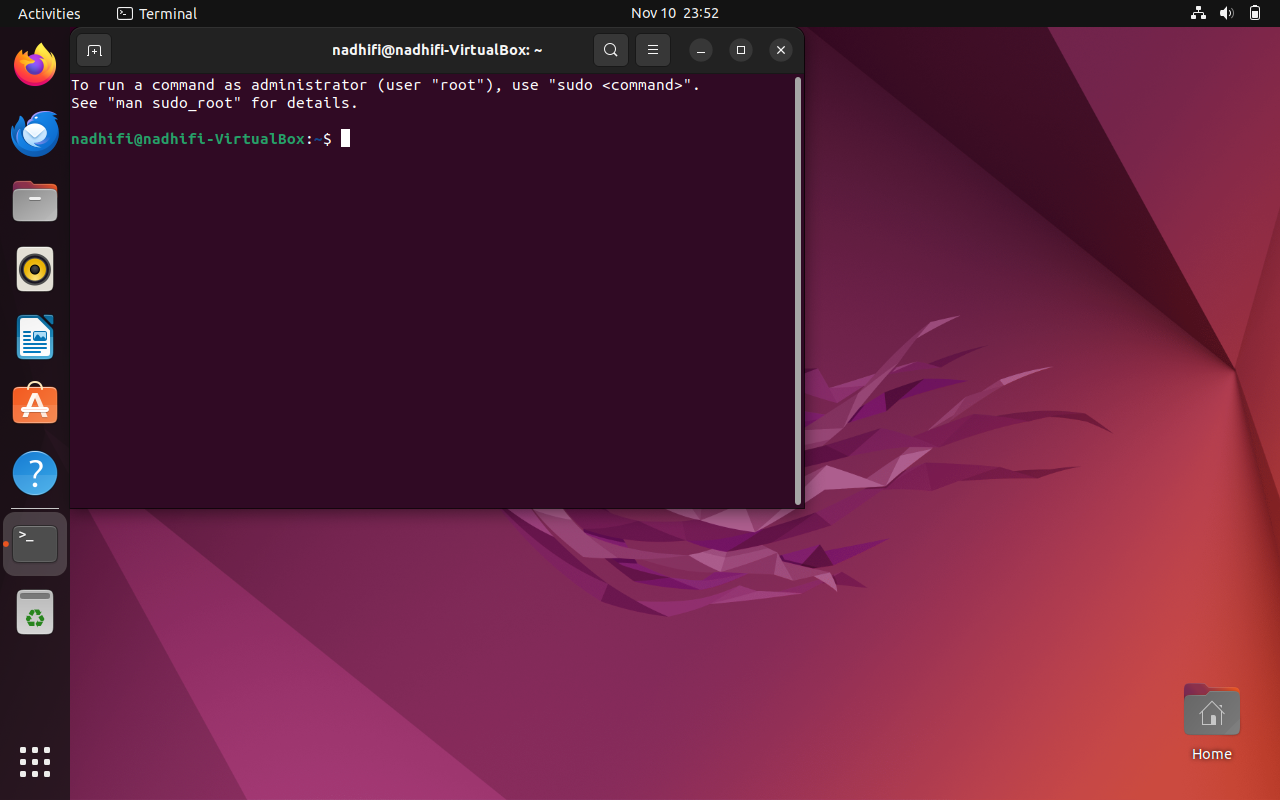 Activities
Terminal
Nov 10 23:52
nadhifi@nadhifi-VirtualBox: ~
To run a command as administrator (user "root"), use "sudo <command>".
See "man sudo_root" for details.
nadhifi@nadhifi-VirtualBox:~$
>_
?
Home